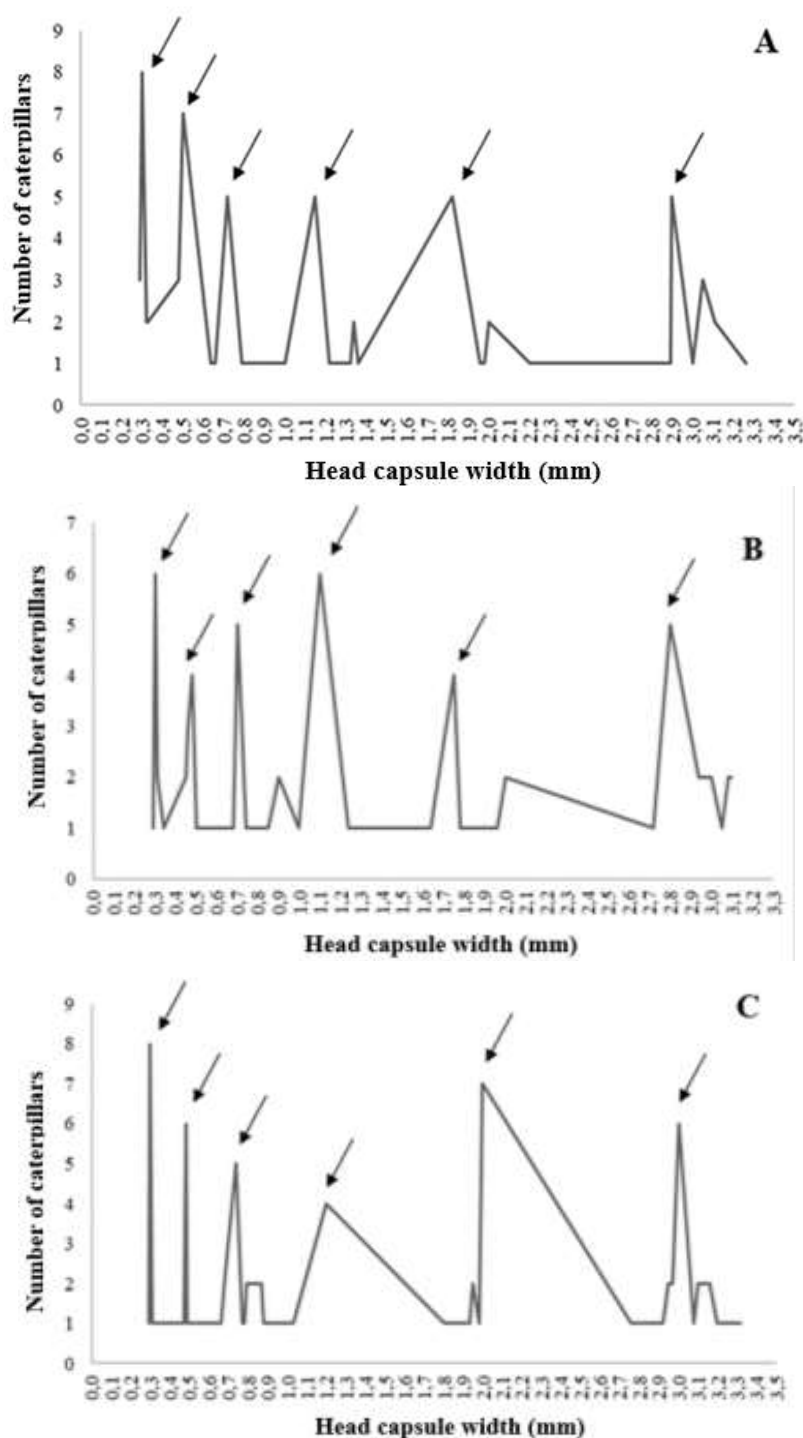 A
Number of caterpillars
9
8
7
6
5
4
3
2
1
0
0,0 0,1 0,2 0,3 0,4 0,5 0,6 0,7 0,8 0,9 1,0 1,1 1,2 1,3 1,4 1,5 1,6 1,7 1,8 1,9 2,0 2,1 2,2 2,3 2,4 2,5 2,6 2,7 2,8 2,9 3,0 3,1 3,2 3,3 3,4 3,5
Head capsule width (mm)
B
Number of caterpillars
7
6
5
4
3
2
1
0
0,0 0,1 0,2 0,3 0,4 0,5 0,6 0,7 0,8 0,9 1,0 1,1 1,2 1,3 1,4 1,5 1,6 1,7 1,8 1,9 2,0 2,1 2,2 2,3 2,4 2,5 2,6 2,7 2,8 2,9 3,0 3,1 3,2 3,3
Head capsule width (mm)
C
Number of caterpillars
9
8
7
6
5
4
3
2
1
0
0,0 0,1 0,2 0,3 0,4 0,5 0,6 0,7 0,8 0,9 1,0 1,1 1,2 1,3 1,4 1,5 1,6 1,7 1,8 1,9 2,0 2,1 2,2 2,3 2,4 2,5 2,6 2,7 2,8 2,9 3,0 3,1 3,2 3,3 3,4 3,5
Head capsule width (mm)